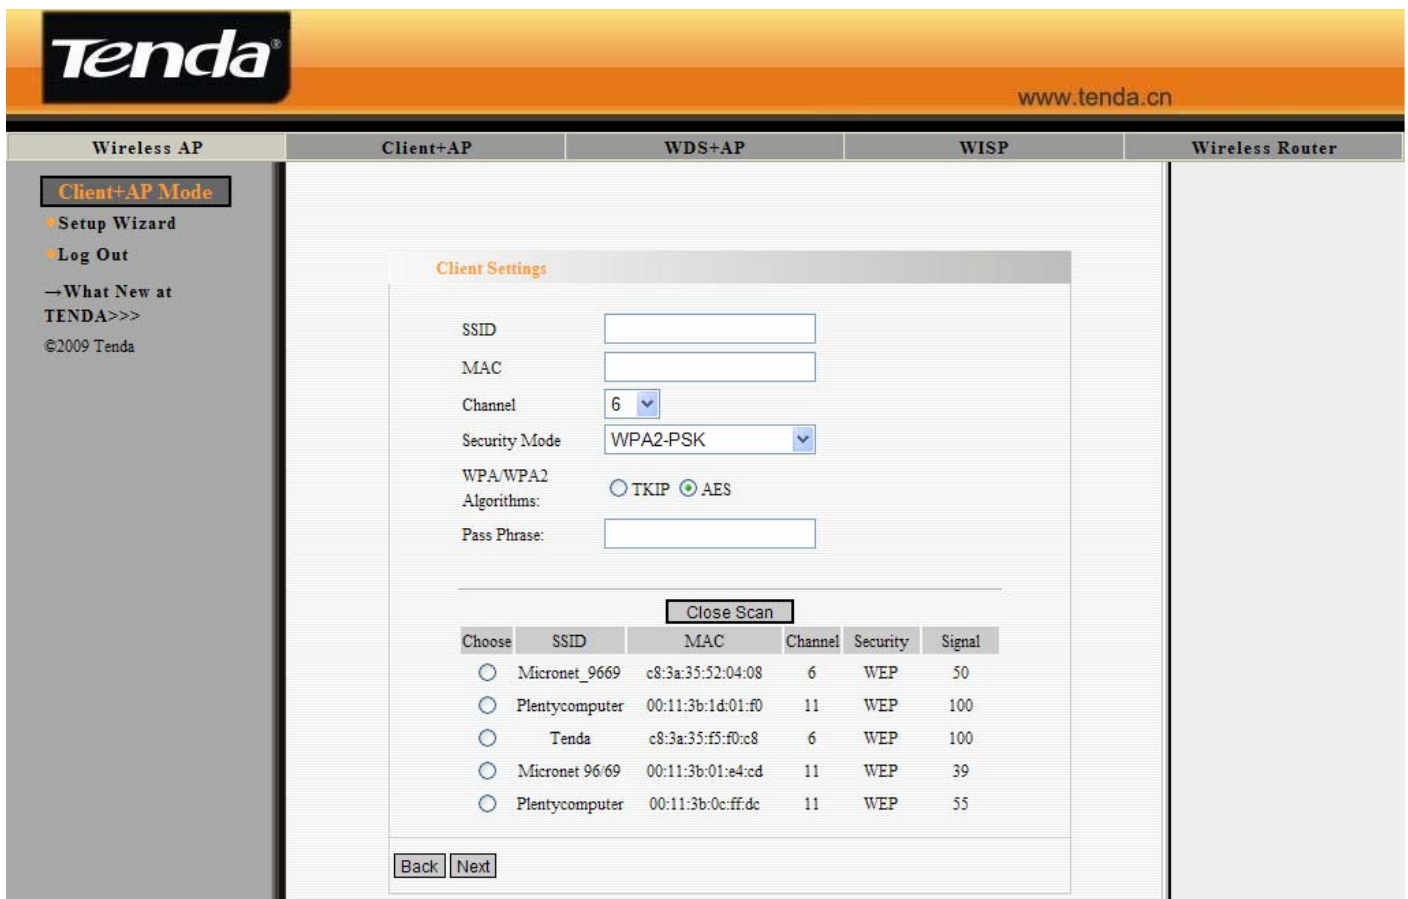 Tenda®
www.tenda.cn
Wireless AP Client+AP WDS+AP WISP Wireless Router
Client+AP Mode
Setup Wizard
Log Out
→What New at
TENDA>>>
©2009 Tenda
Client Settings
SSID
MAC
Channel 6
Security Mode WPA2-PSK
WPA/WPA2
Algorithms: TKIP AES
Pass Phrase:
Close Scan
Choose SSID MAC Channel Security Signal
Micronet_9669 c8:3a:35:52:04:08 6 WEP 50
Plentycomputer 00:11:3b:1d:01:f0 11 WEP 100
Tenda c8:3a:35:f5:f0:c8 6 WEP 100
Micronet 96/69 00:11:3b:01:e4:cd 11 WEP 39
Plentycomputer 00:11:3b:0c:ff:dc 11 WEP 55
Back Next